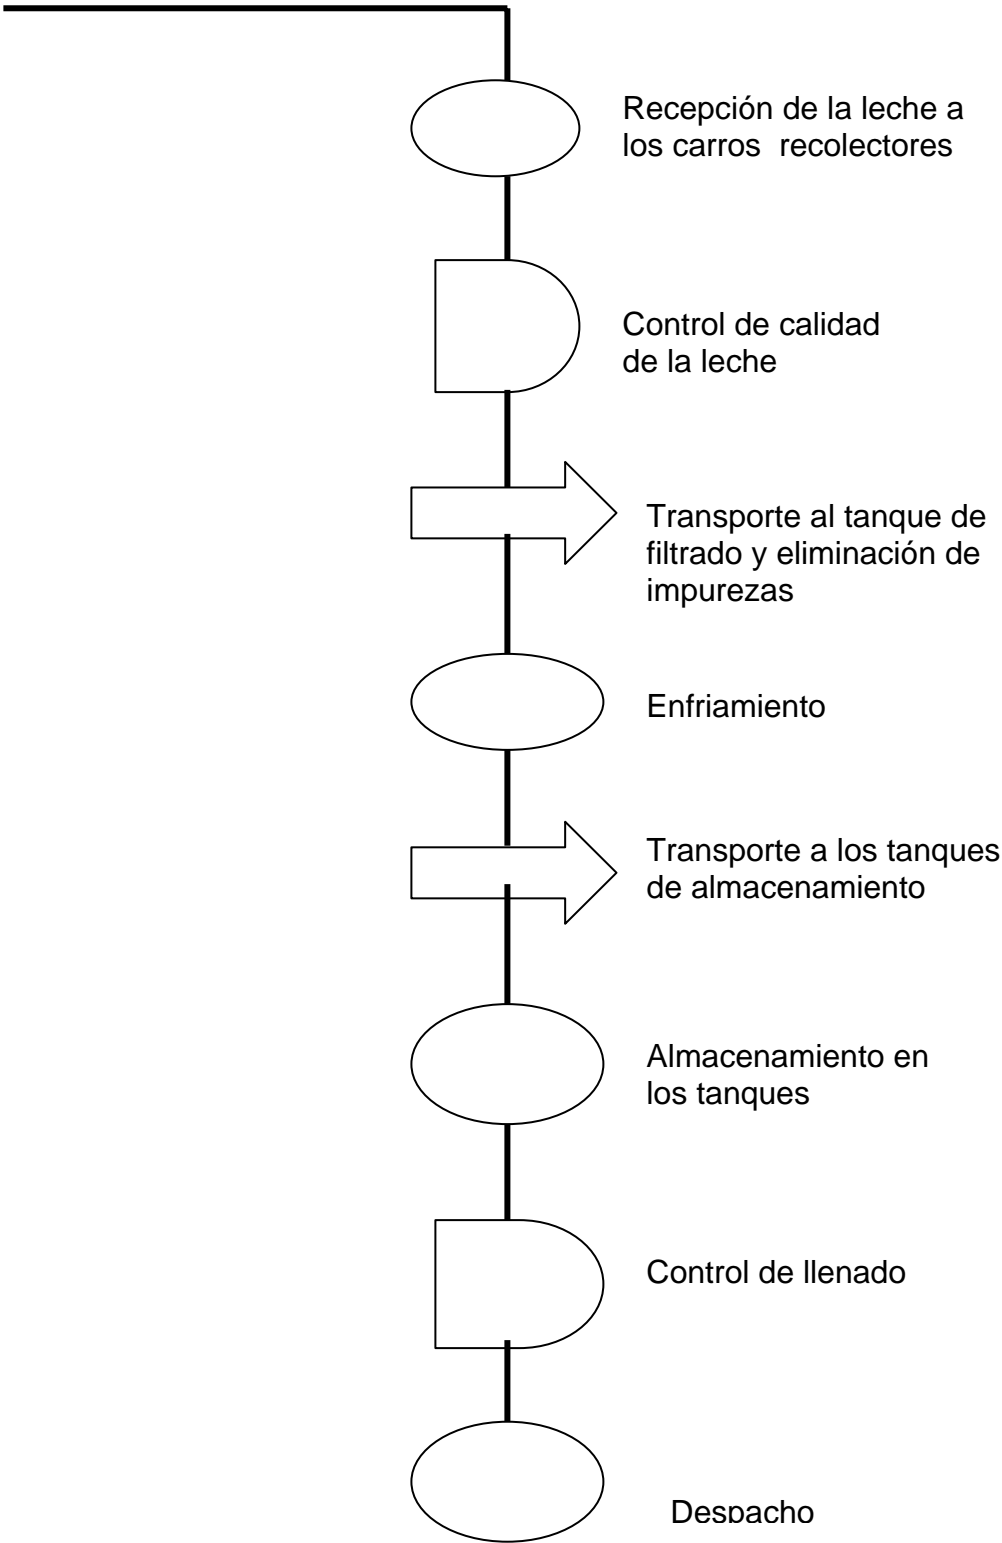 Recepción de la leche a
los carros recolectores
Control de calidad
de la leche
Transporte al tanque de
filtrado y eliminación de
impurezas
Enfriamiento
Transporte a los tanques
de almacenamiento
Almacenamiento en
los tanques
Control de llenado
Despacho